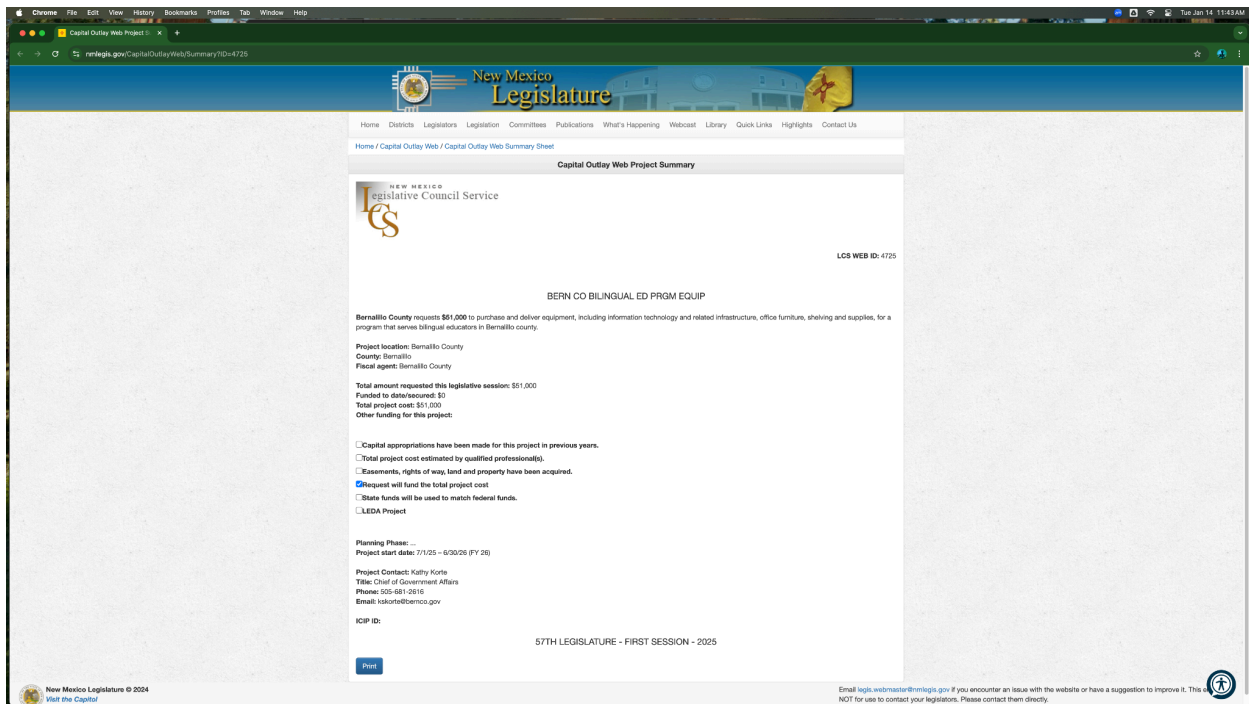 Chrome File Edit View History Bookmarks Profiles Tab Window Help
Tue Jan 14 11:43 AM
Capital Outlay Web Project S
nmlegis.gov/CapitalOutlayWeb/Summary?ID=4725
New Mexico
Legislature
Home Districts Legislators Legislation Committees Publications What's Happening Webcast Library Quick Links Highlights Contact Us
Home / Capital Outlay Web / Capital Outlay Web Summary Sheet
Capital Outlay Web Project Summary
NEW MEXICO
Legislative Council Service
LCS
LCS WEB ID: 4725
BERN CO BILINGUAL ED PRGM EQUIP
Bernalillo County requests $51,000 to purchase and deliver equipment, including information technology and related infrastructure, office furniture, shelving and supplies, for a
program that serves bilingual educators in Bernalillo county.
Project location: Bernalillo County
County: Bernalillo
Fiscal agent: Bernalillo County
Total amount requested this legislative session: $51,000
Funded to date/secured: $0
Total project cost: $51,000
Other funding for this project:
Capital appropriations have been made for this project in previous years.
Total project cost estimated by qualified professional(s).
Easements, rights of way, land and property have been acquired.
Request will fund the total project cost
State funds will be used to match federal funds.
LEDA Project
Planning Phase: ...
Project start date: 7/1/25 – 6/30/26 (FY 26)
Project Contact: Kathy Korte
Title: Chief of Government Affairs
Phone: 505-681-2616
Email: kskorte@bernco.gov
ICIP ID:
57TH LEGISLATURE - FIRST SESSION - 2025
Print
New Mexico Legislature © 2024
Visit the Capitol
Email legis.webmaster@nmlegis.gov if you encounter an issue with the website or have a suggestion to improve it. This e
NOT for use to contact your legislators. Please contact them directly.